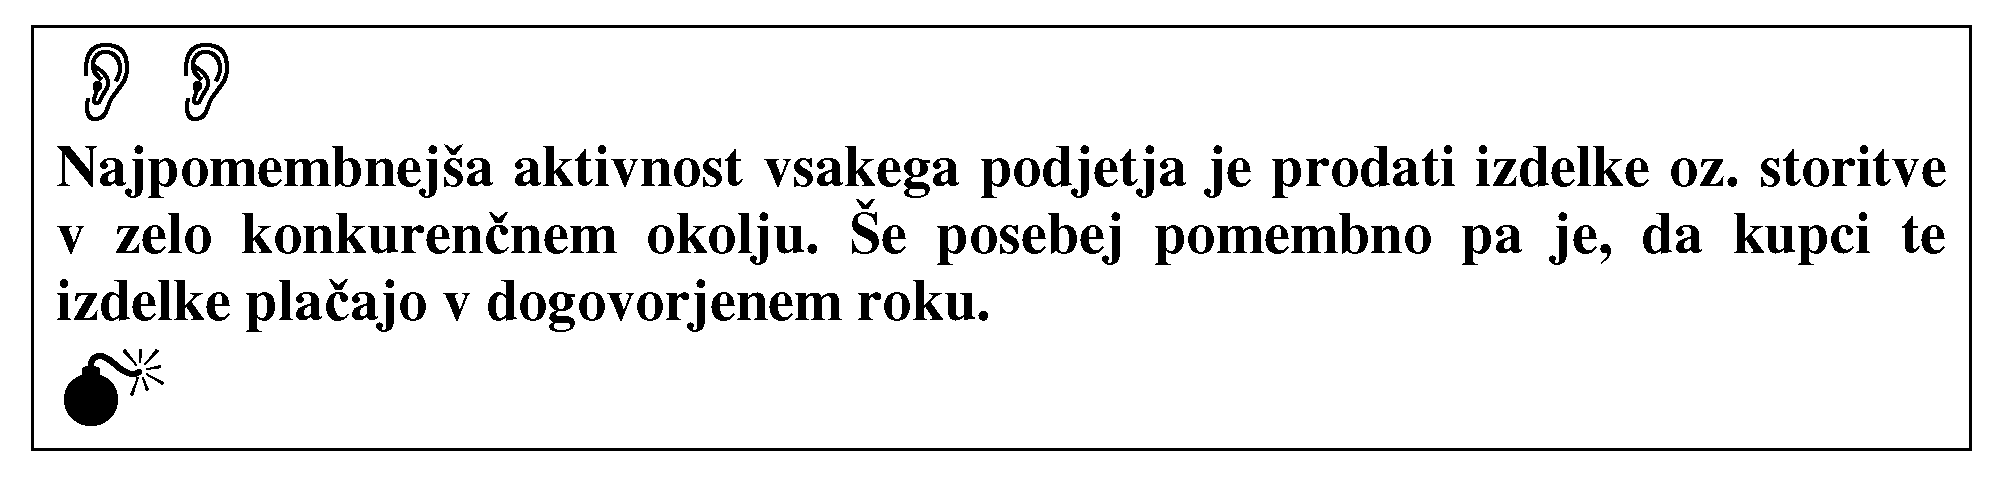 Najpomembnejša aktivnost vsakega podjetja je prodati izdelke oz. storitve
v zelo konkurenčnem okolju. Še posebej pomembno pa je, da kupci te
izdelke plačajo v dogovorjenem roku.